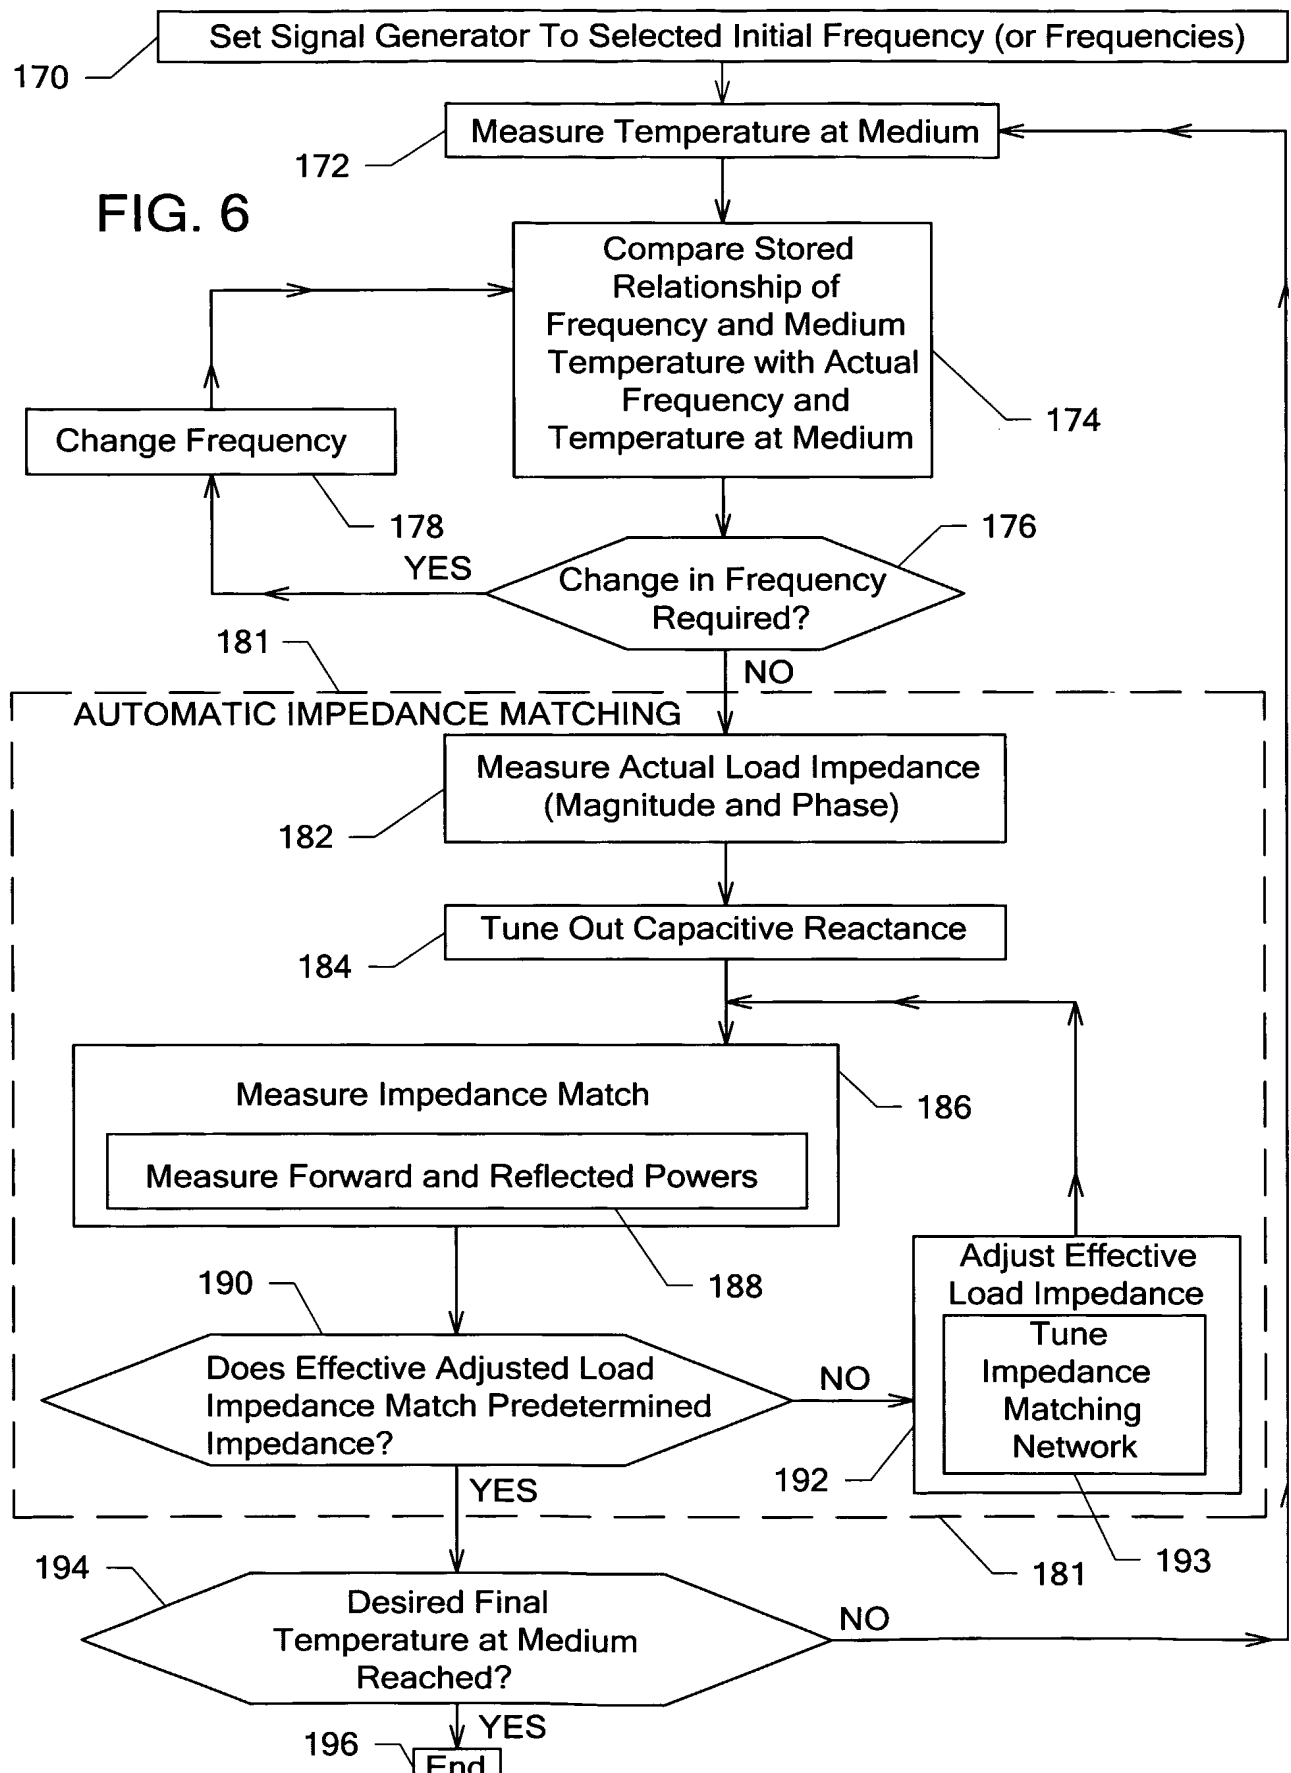 Set Signal Generator To Selected Initial Frequency (or Frequencies)
170
Measure Temperature at Medium
172
FIG. 6
Compare Stored
Relationship of
Frequency and Medium
Temperature with Actual
Frequency and
Temperature at Medium
174
Change Frequency
178
176
YES
Change in Frequency
Required?
181
NO
AUTOMATIC IMPEDANCE MATCHING
Measure Actual Load Impedance
(Magnitude and Phase)
182
Tune Out Capacitive Reactance
184
Measure Impedance Match
186
Measure Forward and Reflected Powers
188
190
Does Effective Adjusted Load
Impedance Match Predetermined
Impedance?
NO
Adjust Effective
Load Impedance
Tune
Impedance
Matching
Network
192
193
YES
181
194
Desired Final
Temperature at Medium
Reached?
NO
YES
196
End